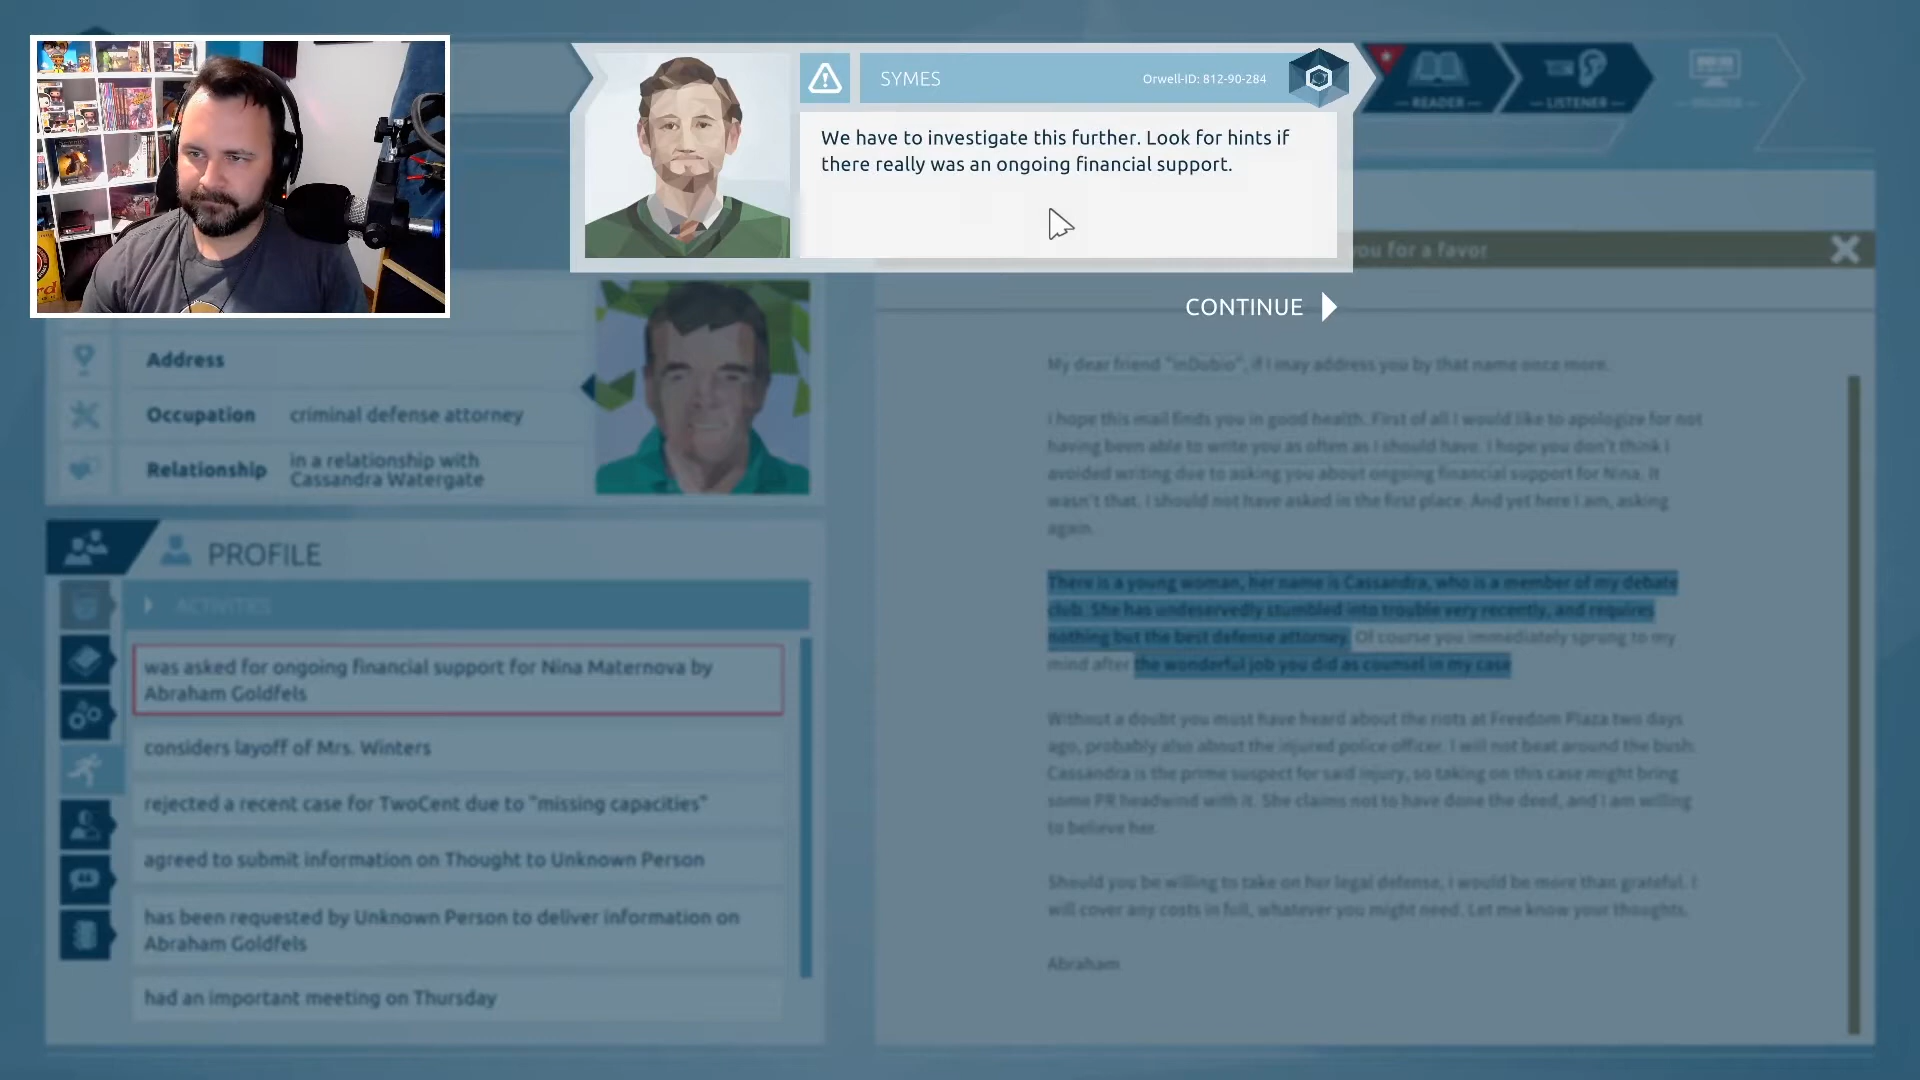 SYMES
Orwell-ID: 812-90-284
We have to investigate this further. Look for hints if
there really was an ongoing financial support.
CONTINUE
READER
LISTENER
you for a favor
Address
Occupation criminal defense attorney
Relationship in a relationship with
Cassandra Watergate
PROFILE
ACTIVITIES
was asked for ongoing financial support for Nina Maternova by
Abraham Goldfels
considers layoff of Mrs. Winters
rejected a recent case for TwoCent due to "missing capacities"
agreed to submit information on Thought to Unknown Person
has been requested by Unknown Person to deliver information on
Abraham Goldfels
had an important meeting on Thursday
My dear friend "inDubio", if I may address you by that name once more.
I hope this mail finds you in good health. First of all I would like to apologize for not
having been able to write you as often as I should have. I hope you don't think I
avoided writing due to asking you about ongoing financial support for Nina. It
wasn't that. I should not have asked in the first place. And yet here I am, asking
again.
There is a young woman, her name is Cassandra, who is a member of my debate
club. She has undeservedly stumbled into trouble very recently, and requires
nothing but the best defense attorney. Of course you immediately sprung to my
mind after the wonderful job you did as counsel in my case
Without a doubt you must have heard about the riots at Freedom Plaza two days
ago, probably also about the injured police officer. I will not beat around the bush:
Cassandra is the prime suspect for said injury, so taking on this case might bring
some PR headwind with it. She claims not to have done the deed, and I am willing
to believe her.
Should you be willing to take on her legal defense, I would be more than grateful. I
will cover any costs in full, whatever you might need. Let me know your thoughts.
Abraham